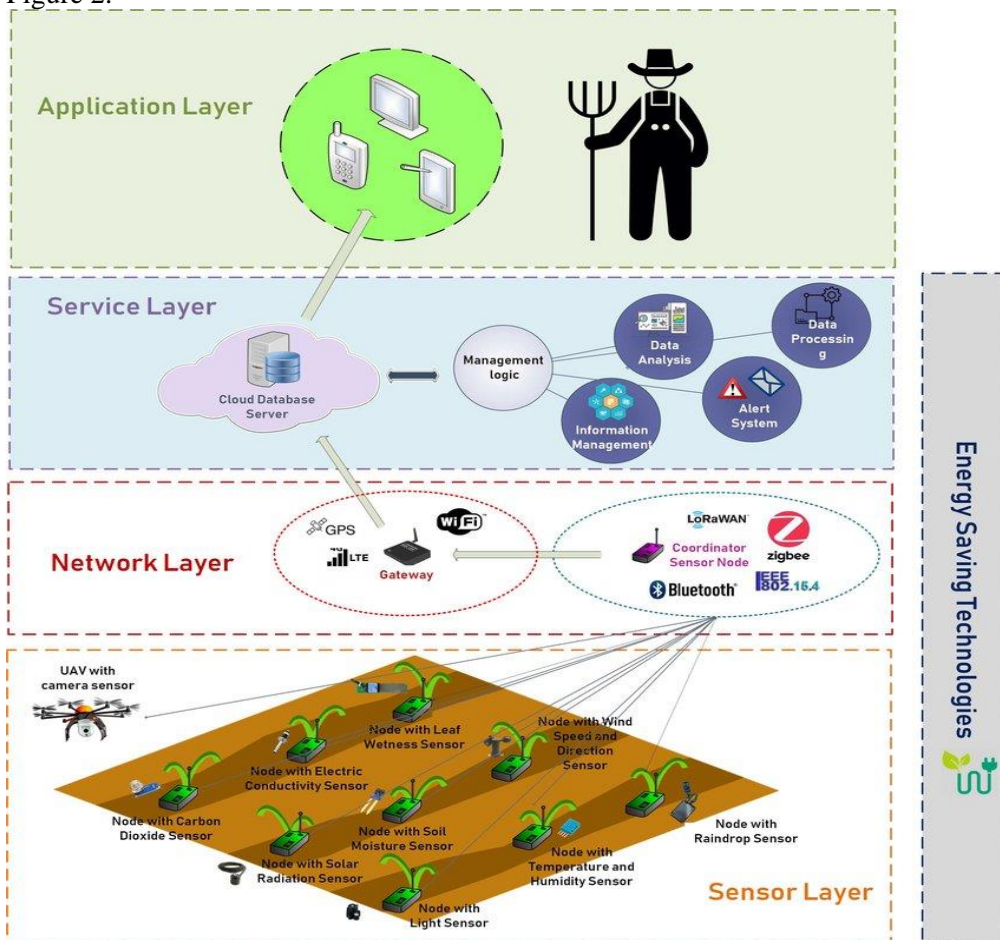 Figure 2.
Application Layer
Service Layer
Cloud Database
Server
Management
logic
Data
Analysis
Data
Processin
g
Information
Management
Alert
System
Network Layer
GPS
WiFi
4G LTE
Gateway
LoRaWAN
zigbee
Coordinator
Sensor Node
Bluetooth
IEEE
802.15.4
UAV with
camera sensor
Node with Leaf
Wetness Sensor
Node with Wind
Speed and
Direction
Sensor
Node with Electric
Conductivity Sensor
Node with Carbon
Dioxide Sensor
Node with Soil
Moisture Sensor
Node with
Raindrop Sensor
Node with Solar
Radiation Sensor
Node with
Temperature and
Humidity Sensor
Node with
Light Sensor
Sensor Layer
Energy Saving Technologies